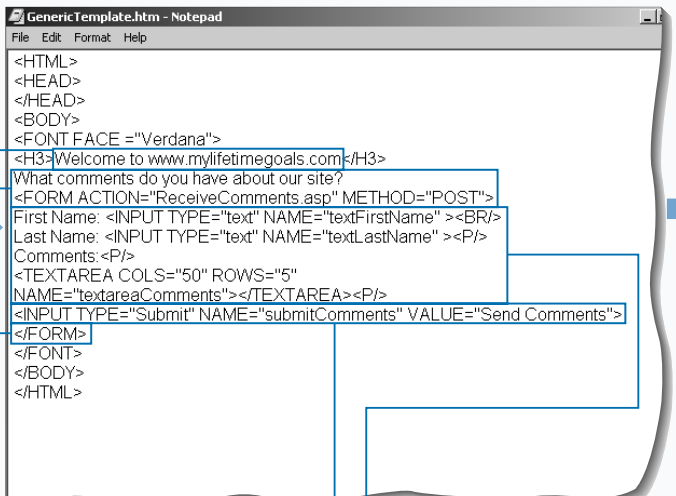 GenericTemplate.htm - Notepad
File Edit Format Help
<HTML>
<HEAD>
</HEAD>
<BODY>
<FONT FACE ="Verdana">
<H3>Welcome to www.mylifetimegoals.com</H3>
What comments do you have about our site?
<FORM ACTION="ReceiveComments.asp" METHOD="POST">
First Name: <INPUT TYPE="text" NAME="textFirstName" ><BR/>
Last Name: <INPUT TYPE="text" NAME="textLastName" ><P/>
Comments:<P/>
<TEXTAREA COLS="50" ROWS="5"
NAME="textareaComments"></TEXTAREA><P/>
<INPUT TYPE="Submit" NAME="submitComments" VALUE="Send Comments">
</FORM>
</FONT>
</BODY>
</HTML>